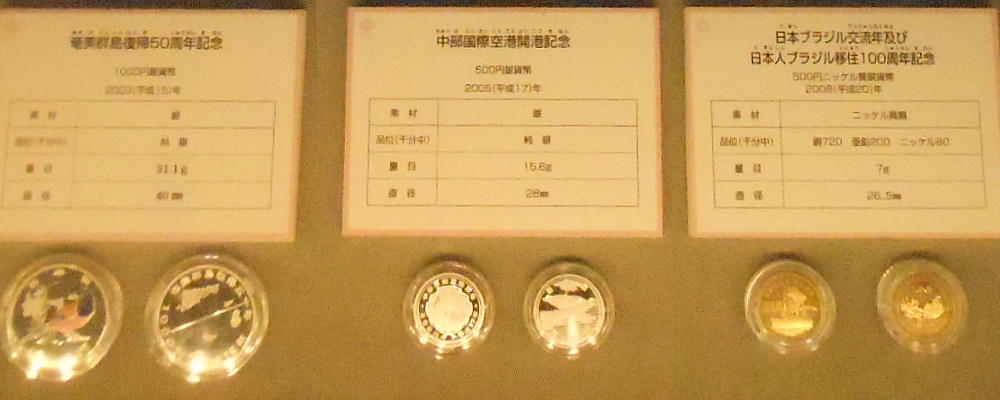 奄美群島復帰50周年記念
1000円銀貨幣
2003(平成15)年
素材 銀
品位(千分中) 純銀
量目 31.1g
直径 40㎜
中部国際空港開港記念
500円銀貨幣
2005(平成17)年
素材 銀
品位(千分中) 純銀
量目 15.6g
直径 28㎜
日本ブラジル交流年及び
日本人ブラジル移住100周年記念
500円ニッケル黄銅貨幣
2008(平成20)年
素材 ニッケル黄銅
品位(千分中) 銅720 亜鉛200 ニッケル80
量目 7g
直径 26.5㎜